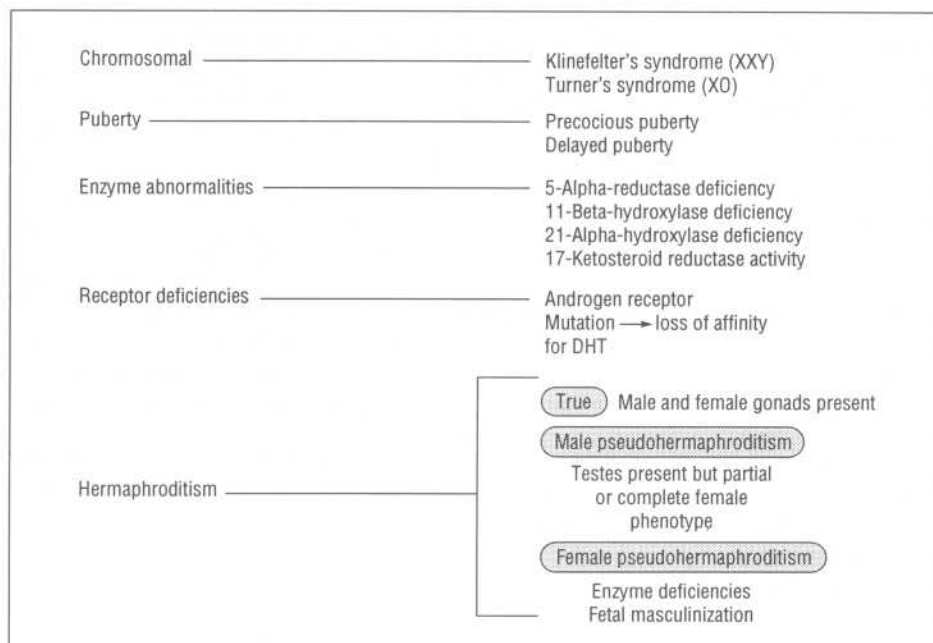 Chromosomal Klinefelter's syndrome (XXY)
Turner's syndrome (XO)
Puberty Precocious puberty
Delayed puberty
Enzyme abnormalities 5-Alpha-reductase deficiency
11-Beta-hydroxylase deficiency
21-Alpha-hydroxylase deficiency
17-Ketosteroid reductase activity
Receptor deficiencies Androgen receptor
Mutation → loss of affinity
for DHT
Hermaphroditism
True Male and female gonads present
Male pseudohermaphroditism
Testes present but partial
or complete female
phenotype
Female pseudohermaphroditism
Enzyme deficiencies
Fetal masculinization